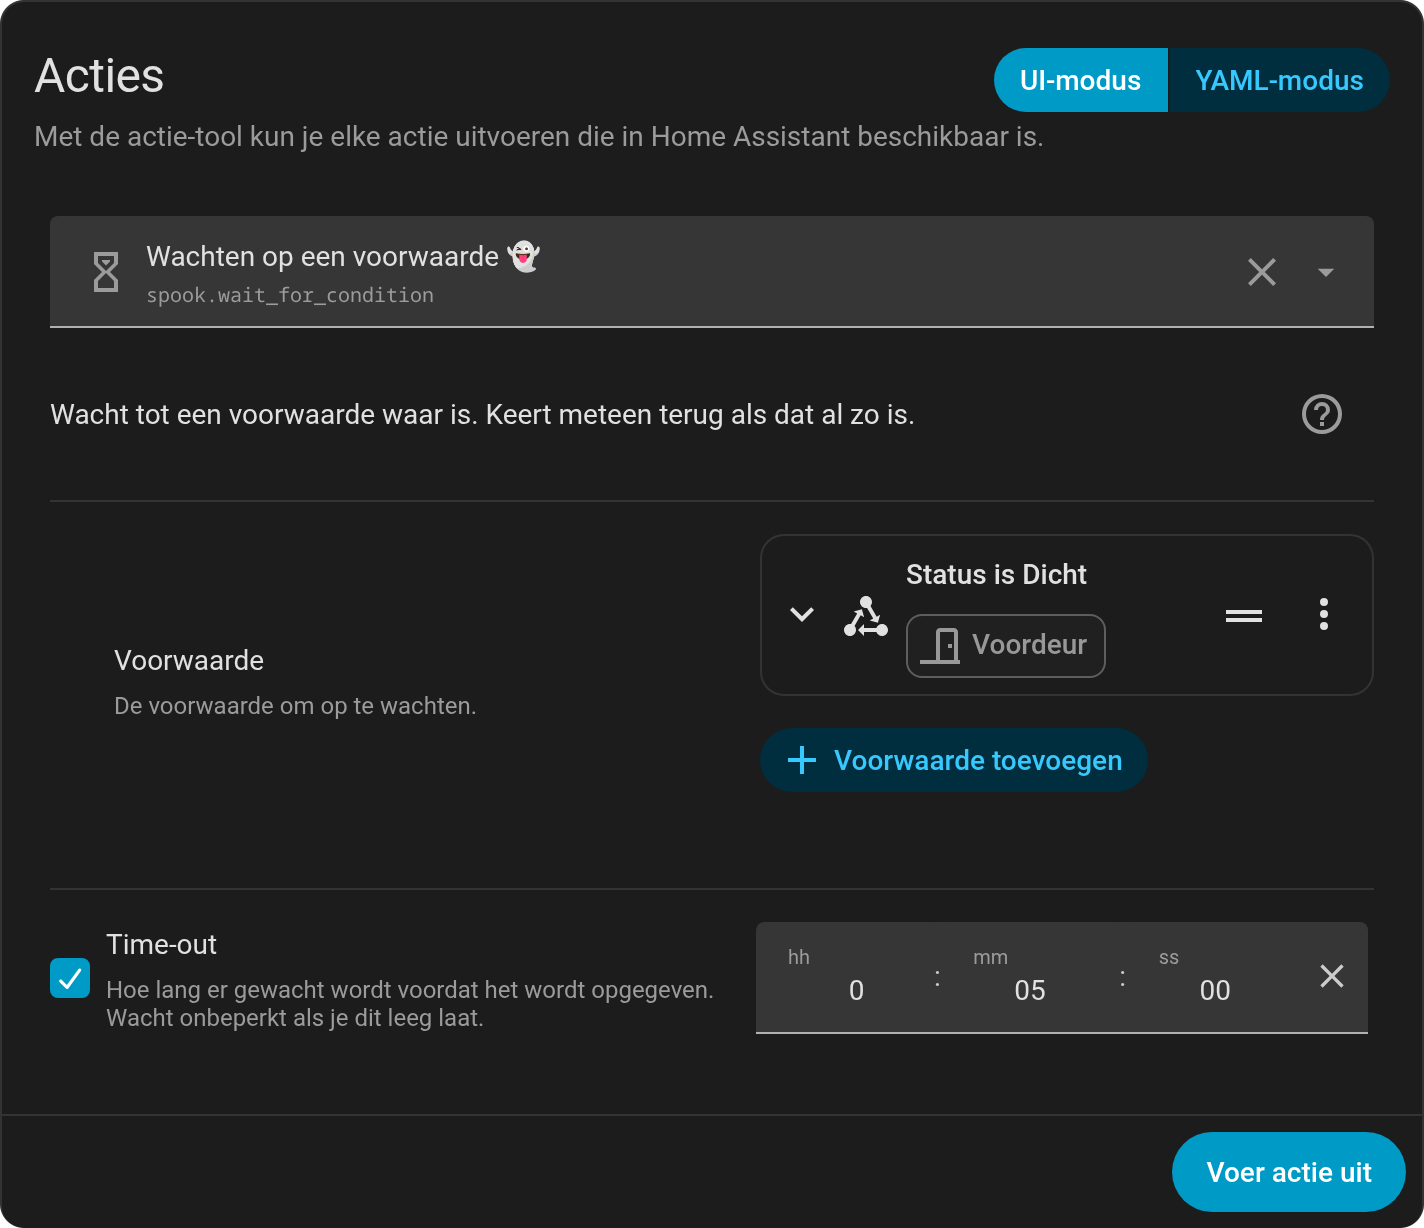 Acties
UI-modus
YAML-modus
Met de actie-tool kun je elke actie uitvoeren die in Home Assistant beschikbaar is.
Wachten op een voorwaarde 👻
spook.wait_for_condition
Wacht tot een voorwaarde waar is. Keert meteen terug als dat al zo is.
Voorwaarde
De voorwaarde om op te wachten.
Status is Dicht
Voordeur
Voorwaarde toevoegen
Time-out
Hoe lang er gewacht wordt voordat het wordt opgegeven.
Wacht onbeperkt als je dit leeg laat.
hh mm ss
0 : 05 : 00
Voer actie uit